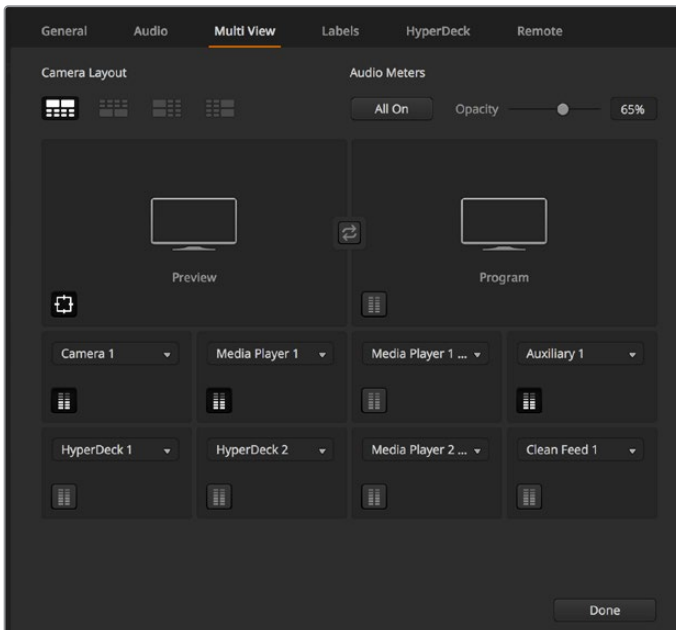 General Audio Multi View Labels HyperDeck Remote
Camera Layout Audio Meters
All On Opacity 65%
Preview Program
Camera 1 Media Player 1 Media Player 1 ... Auxiliary 1
HyperDeck 1 HyperDeck 2 Media Player 2 ... Clean Feed 1
Done